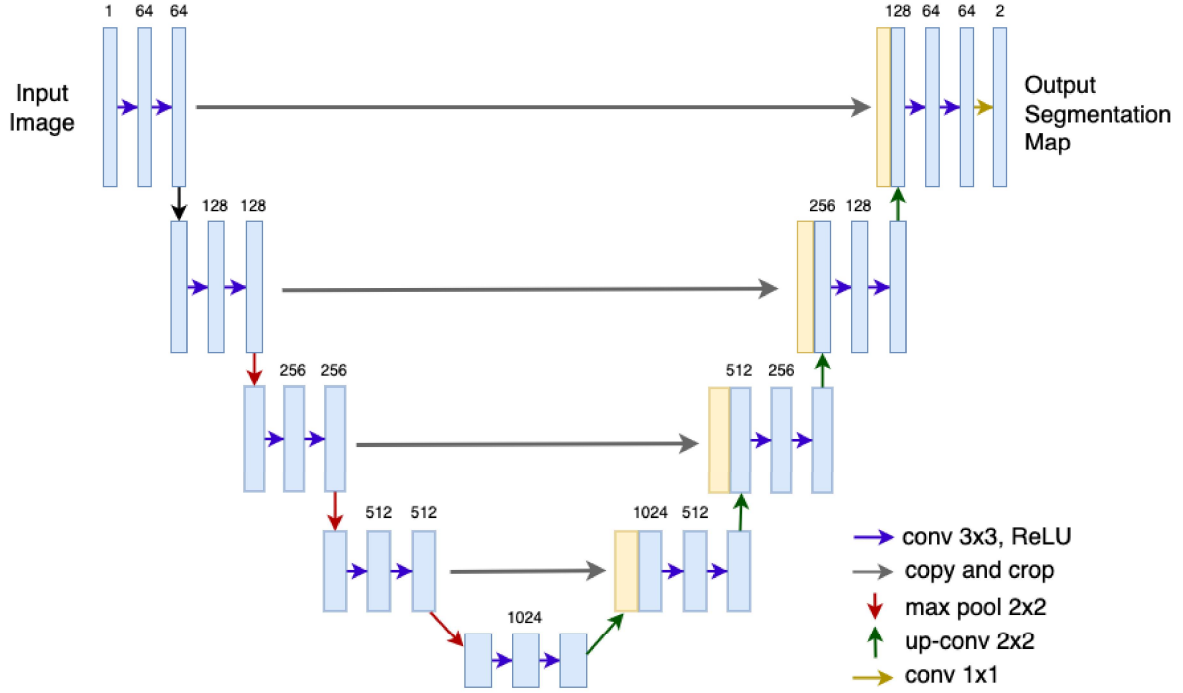 1 64 64
128 64 64 2
Input
Image
Output
Segmentation
Map
128 128
256 128
256 256
512 256
512 512
1024 512
1024
conv 3x3, ReLU
copy and crop
max pool 2x2
up-conv 2x2
conv 1x1